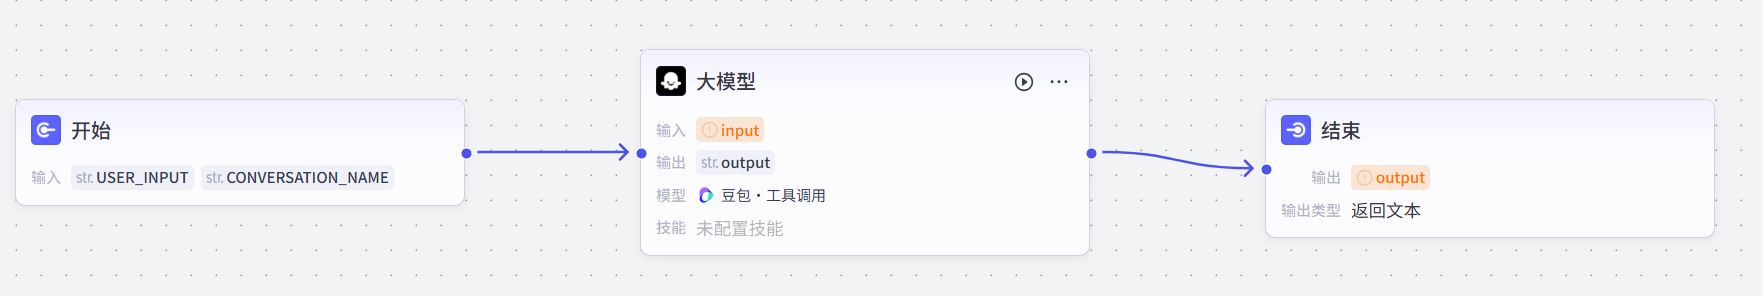 开始
输入 str. USER_INPUT str. CONVERSATION_NAME
大模型
输入 input
输出 str. output
模型 豆包·工具调用
技能 未配置技能
结束
输出 output
输出类型 返回文本